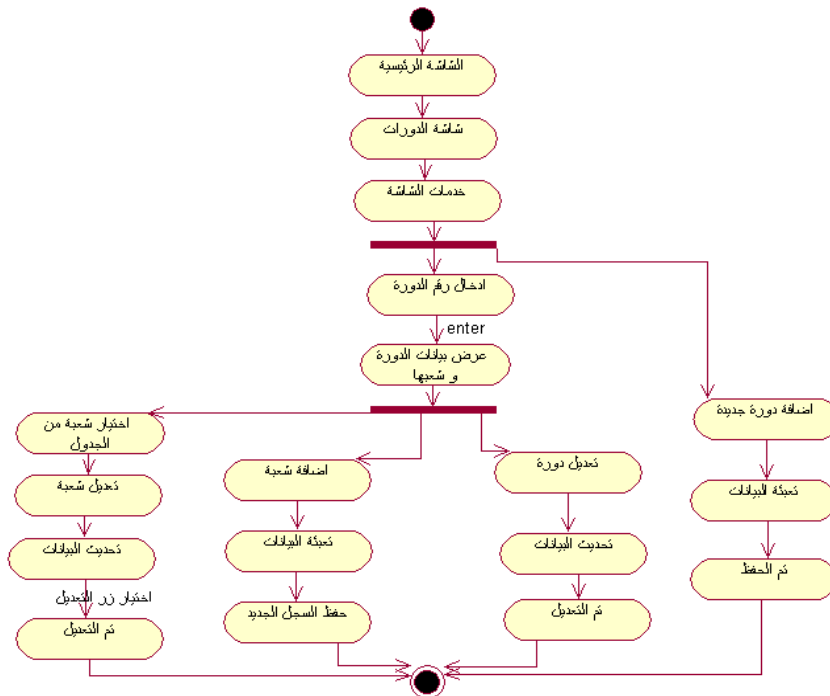 الشاشة الرئيسية
شاشة الدورات
خدمات الشاشة
ادخال رقم الدورة
enter
عرض بيانات الدورة
و شعبها
اختيار شعبة من
الجدول
تعديل شعبة
تحديث البيانات
اختيار زر التعديل
تم التعديل
اضافة شعبة
تعبئة البيانات
حفظ السجل الجديد
تعديل دورة
تحديث البيانات
تم التعديل
اضافة دورة جديدة
تعبئة البيانات
تم الحفظ